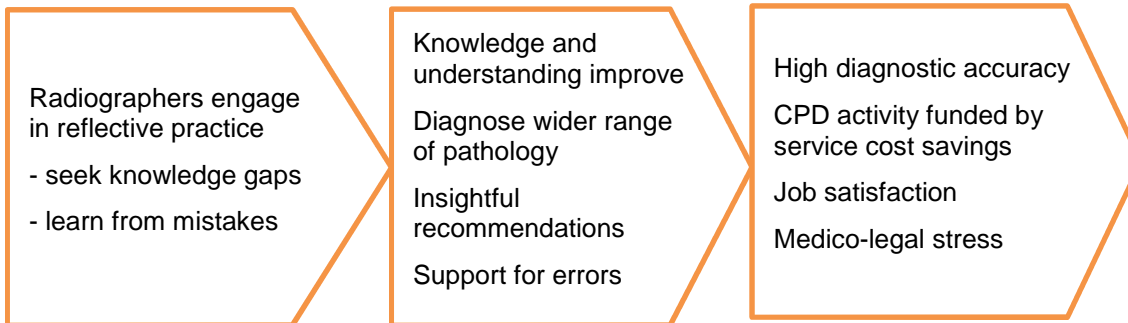 Radiographers engage
in reflective practice
- seek knowledge gaps
- learn from mistakes
Knowledge and
understanding improve
Diagnose wider range
of pathology
Insightful
recommendations
Support for errors
High diagnostic accuracy
CPD activity funded by
service cost savings
Job satisfaction
Medico-legal stress